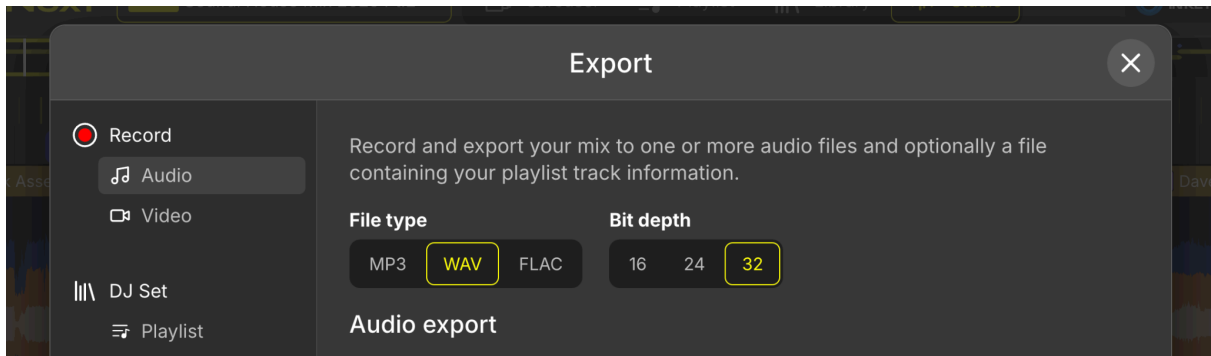 Export
Record
Audio
Video
DJ Set
Playlist
Record and export your mix to one or more audio files and optionally a file
containing your playlist track information.
File type
MP3 WAV FLAC
Bit depth
16 24 32
Audio export